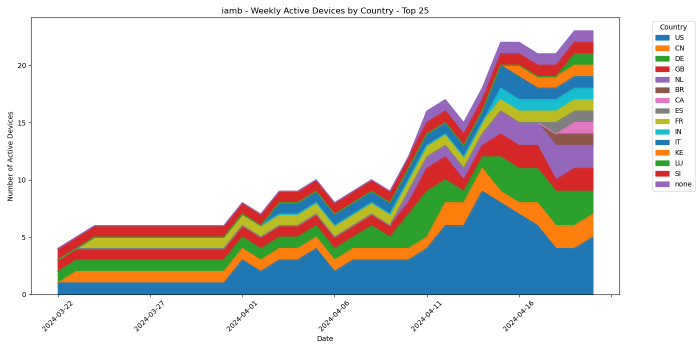 iamb - Weekly Active Devices by Country - Top 25
Number of Active Devices
20
15
10
5
0
2024-03-22
2024-03-27
2024-04-01
2024-04-06
2024-04-11
2024-04-16
Date
Country
US
CN
DE
GB
NL
BR
CA
ES
FR
IN
IT
KE
LU
SI
none